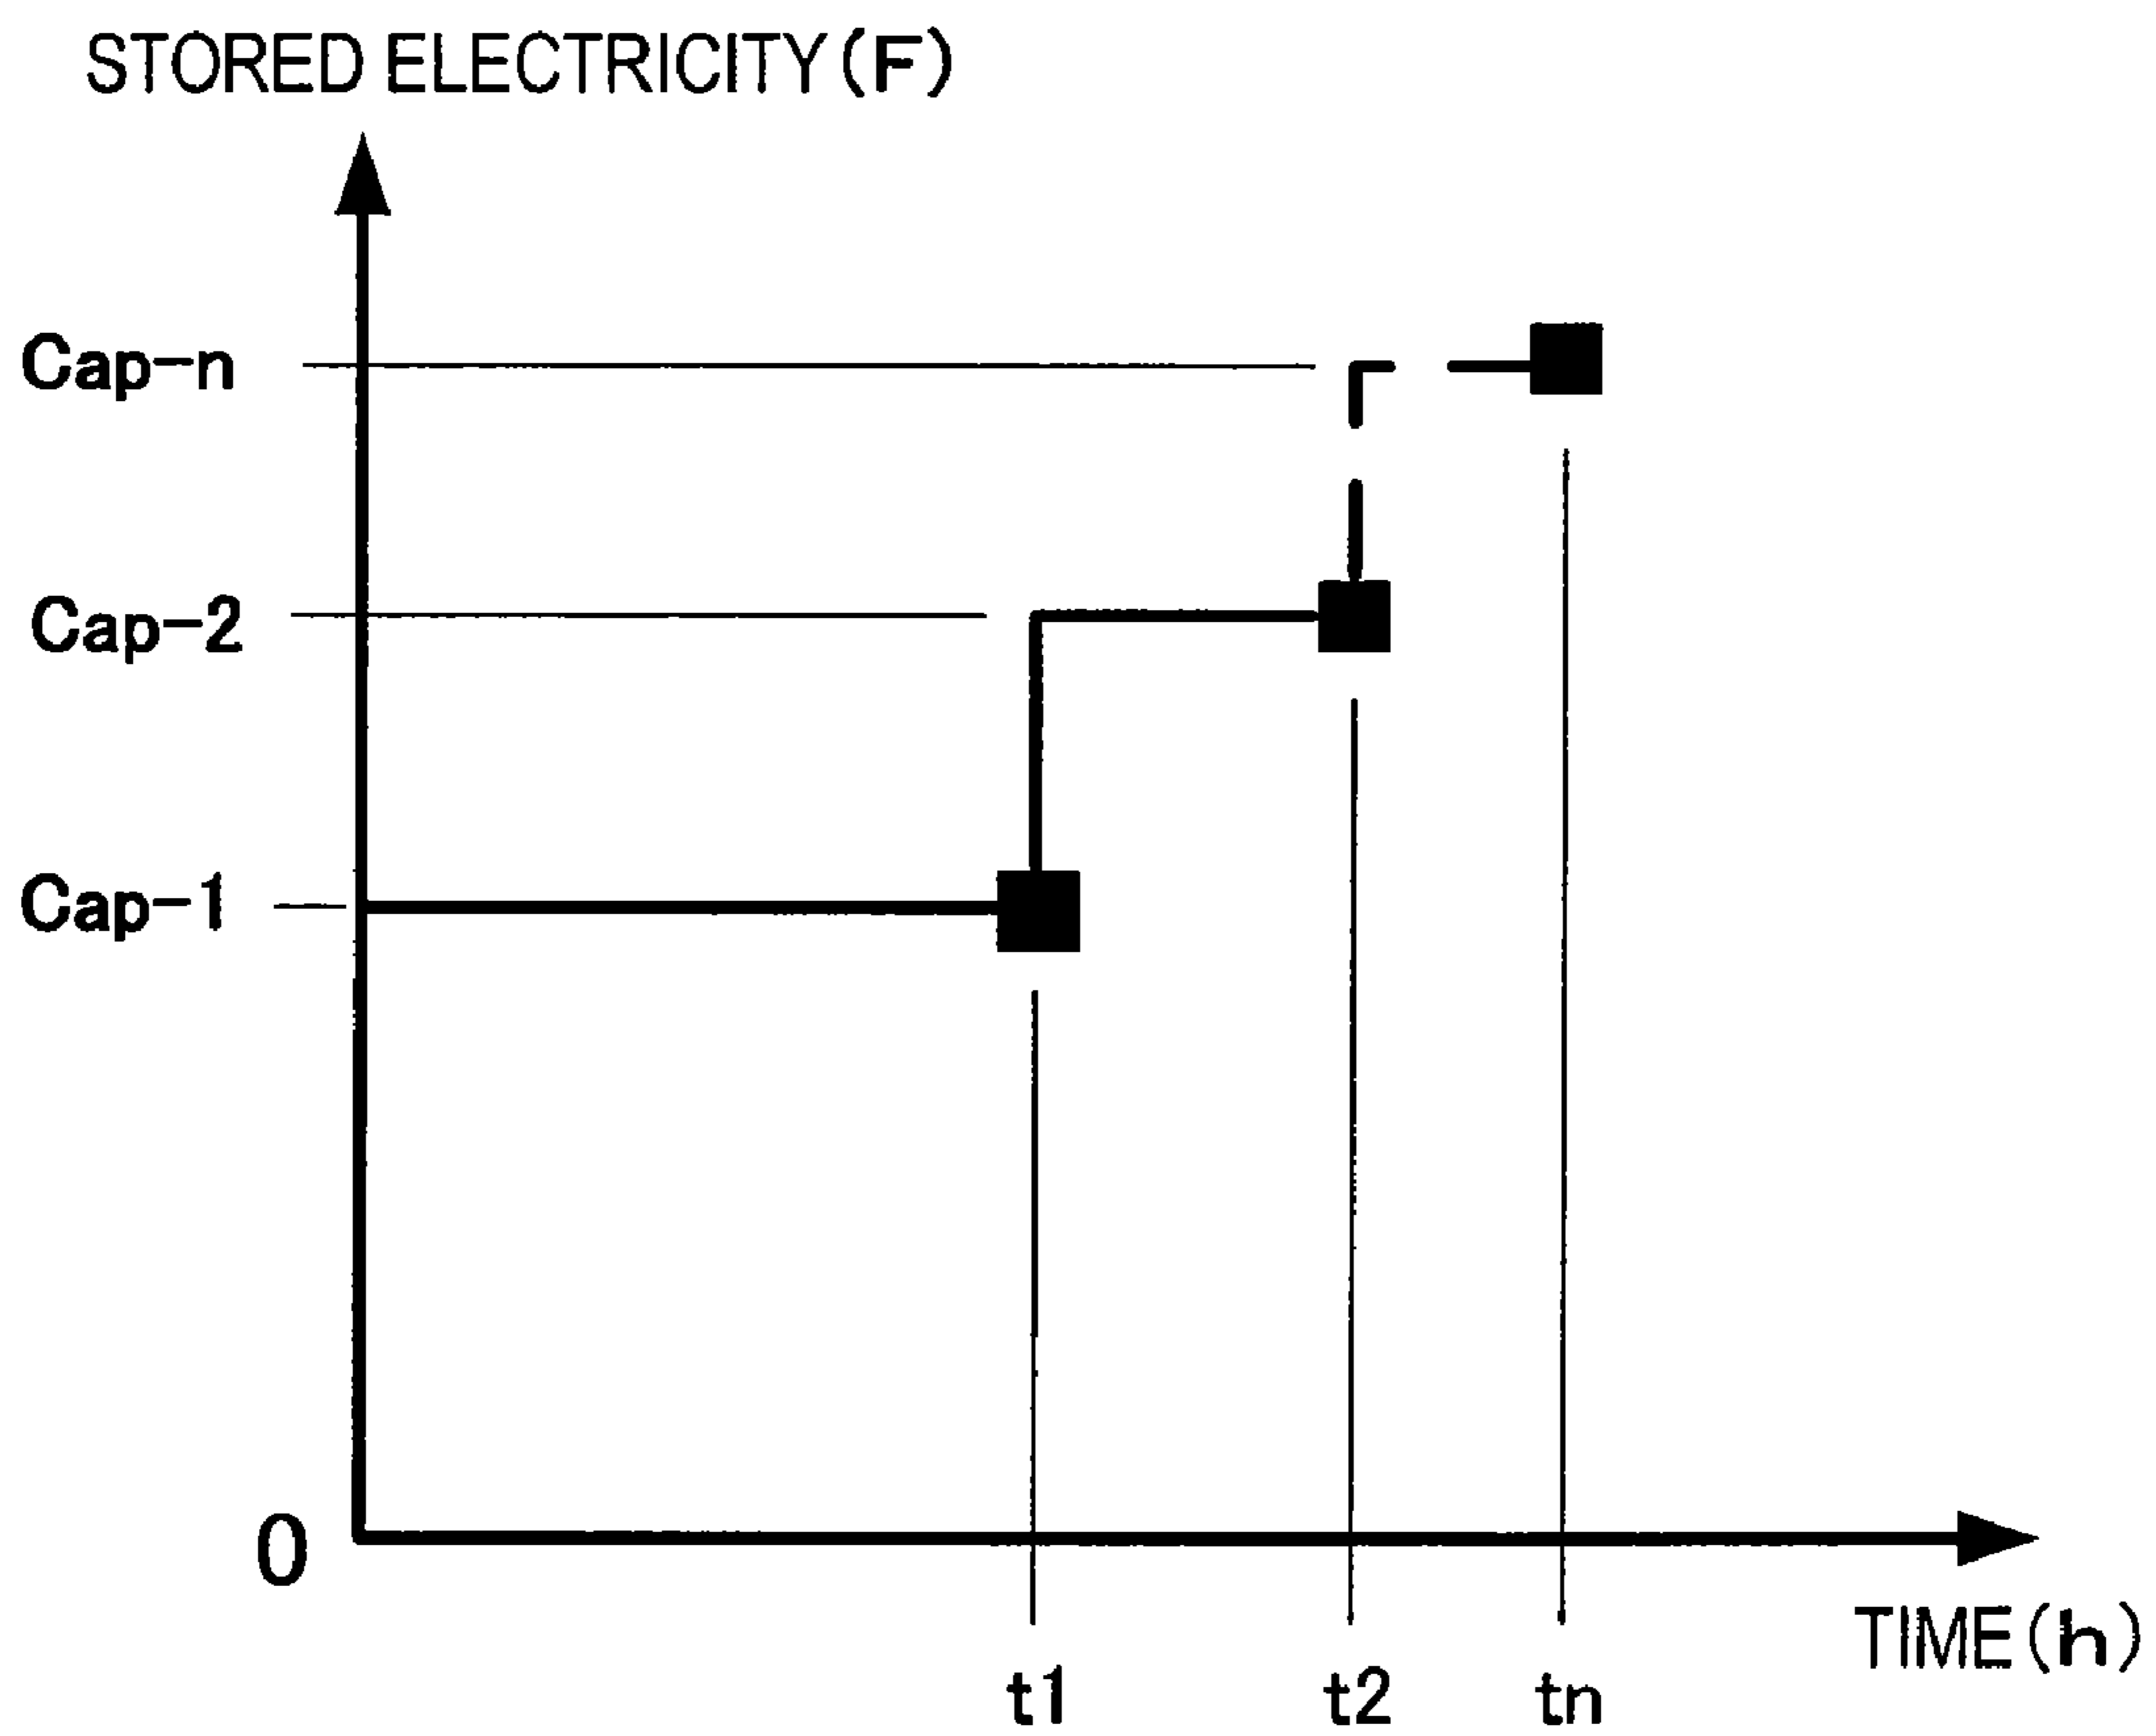 STORED ELECTRICITY (F)
Cap-n
Cap-2
Cap-1
0
TIME (h)
t1 t2 tn